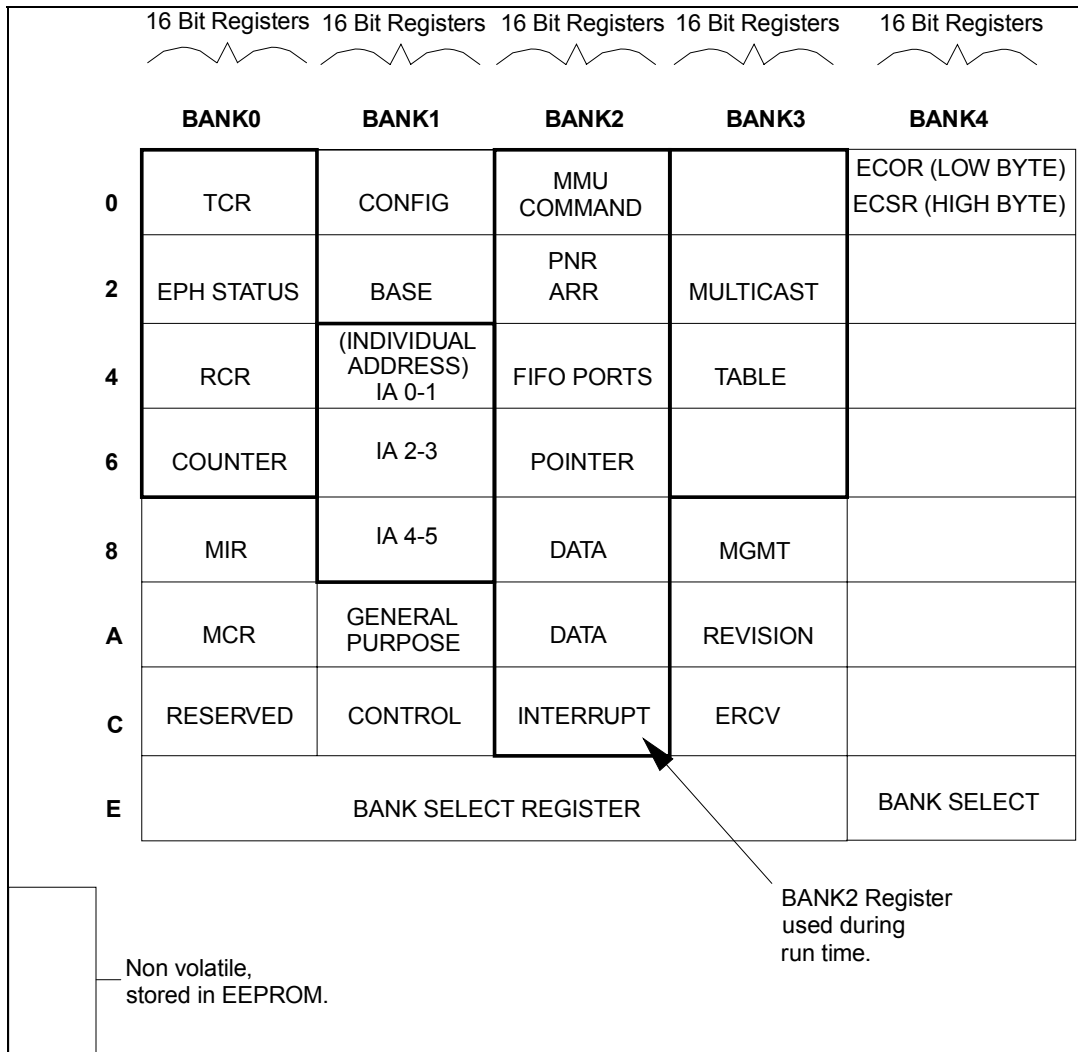 16 Bit Registers 16 Bit Registers 16 Bit Registers 16 Bit Registers 16 Bit Registers
BANK0 BANK1 BANK2 BANK3 BANK4
0 TCR CONFIG MMU COMMAND ECOR (LOW BYTE) ECSR (HIGH BYTE)
2 EPH STATUS BASE PNR ARR MULTICAST
4 RCR (INDIVIDUAL ADDRESS) IA 0-1 FIFO PORTS TABLE
6 COUNTER IA 2-3 POINTER
8 MIR IA 4-5 DATA MGMT
A MCR GENERAL PURPOSE DATA REVISION
C RESERVED CONTROL INTERRUPT ERCV
E BANK SELECT REGISTER BANK SELECT
BANK2 Register
used during
run time.
Non volatile,
stored in EEPROM.